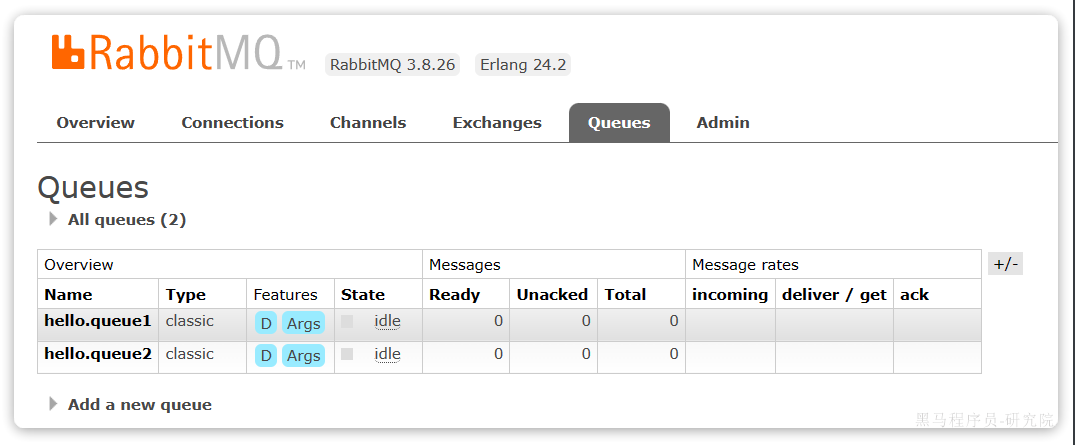 RabbitMQ TM RabbitMQ 3.8.26 Erlang 24.2
Overview Connections Channels Exchanges Queues Admin
Queues
All queues (2)
Overview Messages Message rates +/-
Name Type Features State Ready Unacked Total incoming deliver / get ack
hello.queue1 classic D Args idle 0 0 0
hello.queue2 classic D Args idle 0 0 0
Add a new queue
黑马程序员-研究院